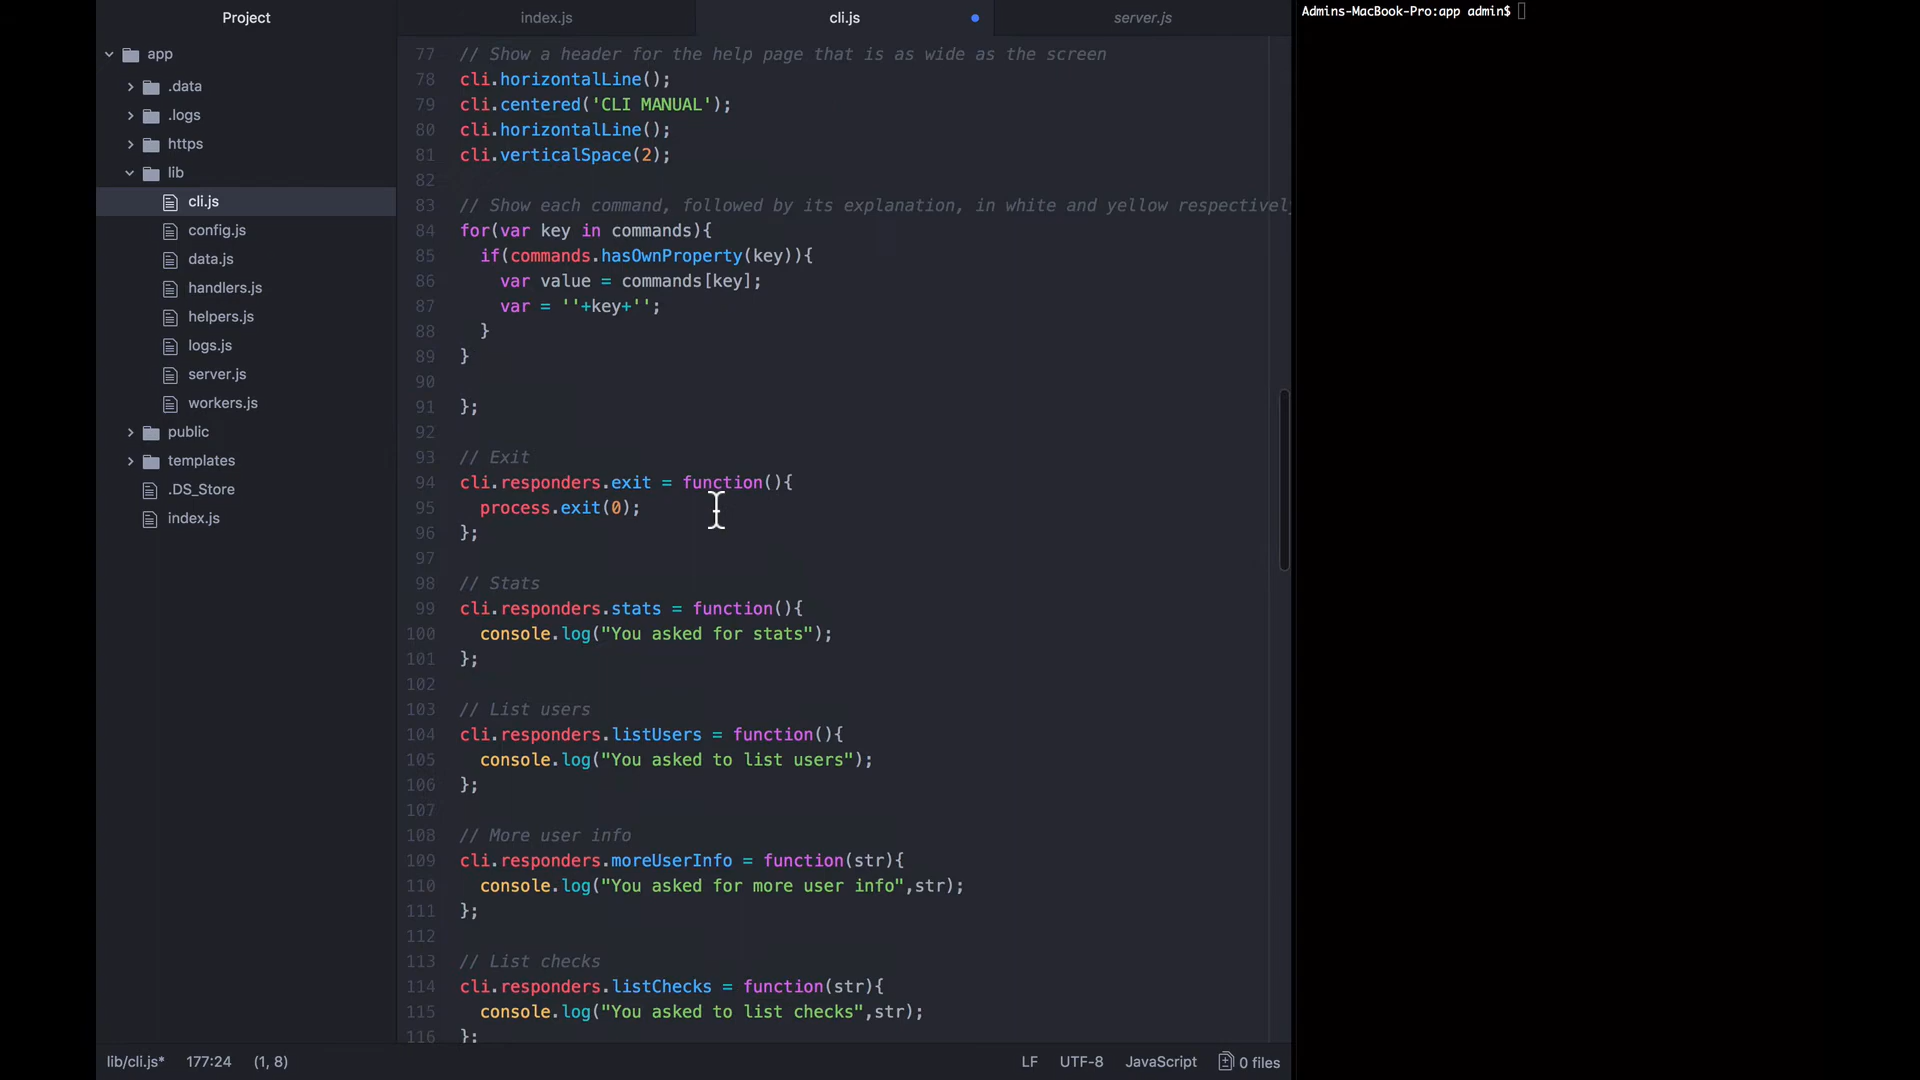 Project
app
.data
.logs
https
lib
cli.js
config.js
data.js
handlers.js
helpers.js
logs.js
server.js
workers.js
public
templates
.DS_Store
index.js
index.js
cli.js
server.js
77 // Show a header for the help page that is as wide as the screen
78 cli.horizontalLine();
79 cli.centered('CLI MANUAL');
80 cli.horizontalLine();
81 cli.verticalSpace(2);
82
83 // Show each command, followed by its explanation, in white and yellow respectively
84 for(var key in commands){
85 if(commands.hasOwnProperty(key)){
86 var value = commands[key];
87 var = ''+key+'';
88 }
89 }
90
91 };
92
93 // Exit
94 cli.responders.exit = function(){
95 process.exit(0);
96 };
97
98 // Stats
99 cli.responders.stats = function(){
100 console.log("You asked for stats");
101 };
102
103 // List users
104 cli.responders.listUsers = function(){
105 console.log("You asked to list users");
106 };
107
108 // More user info
109 cli.responders.moreUserInfo = function(str){
110 console.log("You asked for more user info",str);
111 };
112
113 // List checks
114 cli.responders.listChecks = function(str){
115 console.log("You asked to list checks",str);
116 };
lib/cli.js* 177:24 (1, 8) LF UTF-8 JavaScript 0 files
Admins-MacBook-Pro:app admin$